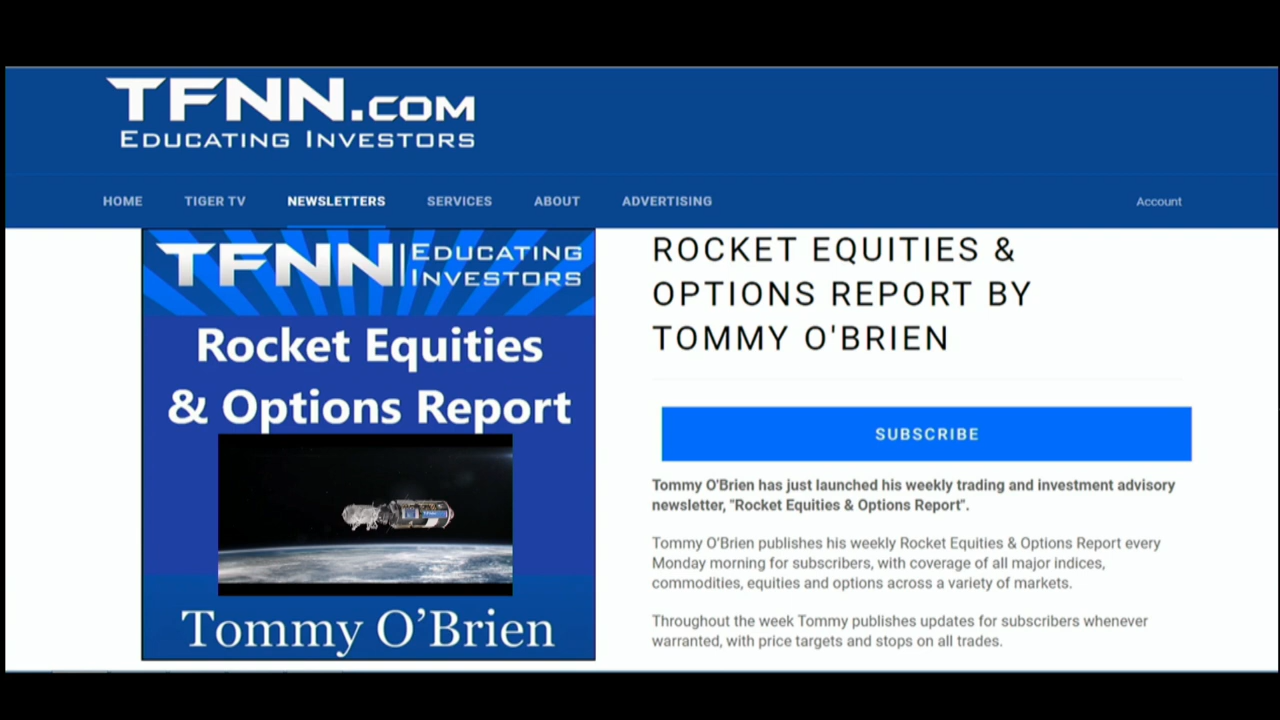 TFNN.COM
EDUCATING INVESTORS
HOME TIGER TV NEWSLETTERS SERVICES ABOUT ADVERTISING Account
TFNN EDUCATING
INVESTORS
Rocket Equities
& Options Report
TFNN
Tommy O’Brien
ROCKET EQUITIES &
OPTIONS REPORT BY
TOMMY O'BRIEN
SUBSCRIBE
Tommy O'Brien has just launched his weekly trading and investment advisory
newsletter, "Rocket Equities & Options Report".
Tommy O’Brien publishes his weekly Rocket Equities & Options Report every
Monday morning for subscribers, with coverage of all major indices,
commodities, equities and options across a variety of markets.
Throughout the week Tommy publishes updates for subscribers whenever
warranted, with price targets and stops on all trades.